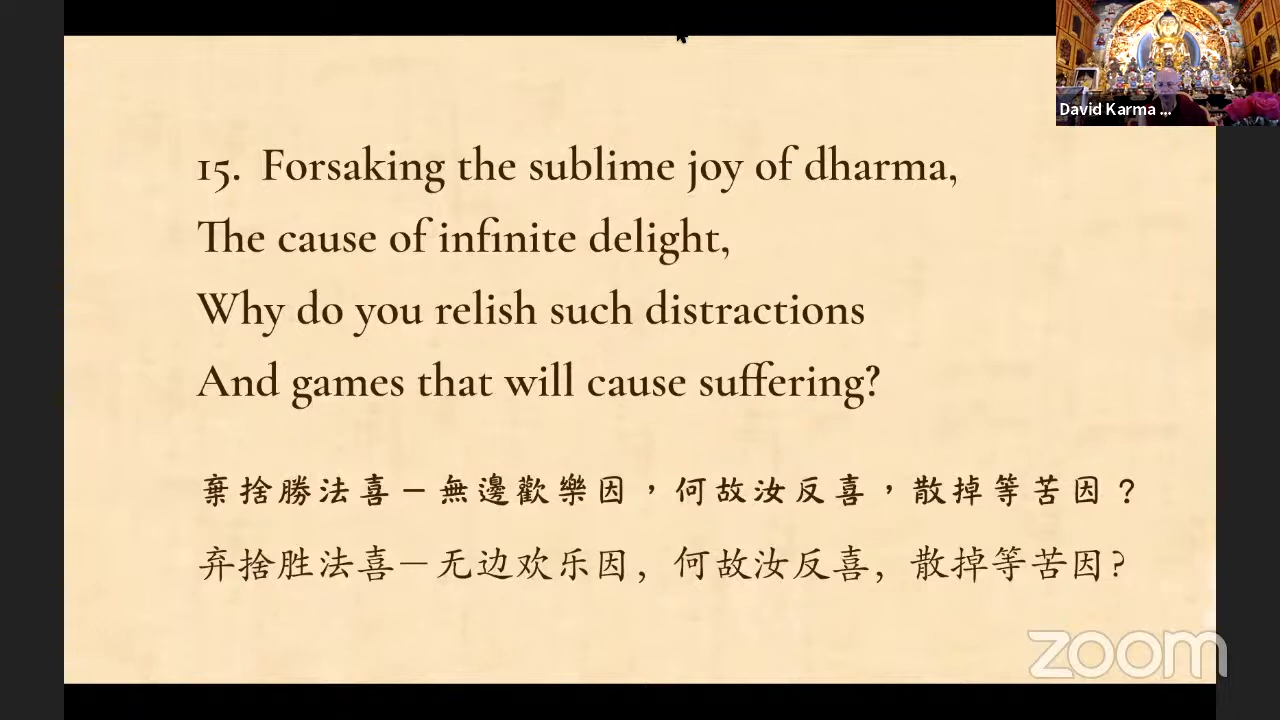 David Karma ...
15. Forsaking the sublime joy of dharma,
The cause of infinite delight,
Why do you relish such distractions
And games that will cause suffering?
棄捨勝法喜－無邊歡樂因，何故汝反喜，散掉等苦因？
弃捨胜法喜－无边欢乐因，何故汝反喜，散掉等苦因？
zoom